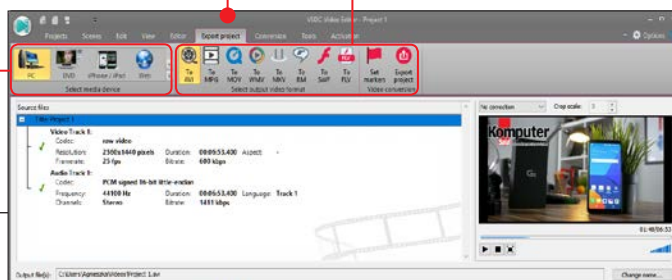 VSDC Video Editor - Project 1
Projects Scenes Edit View Editor Export project Conversion Tools Activation Options
PC DVD iPhone / iPad Web To AVI To MPG To MOV To WMV To MKV To RM To SWF To FLV Set markers Export project
Select media device Select output video format Video conversion
Source files No correction Crop scale:
Title: Project 1
Video Track 1:
Codec: raw video
Resolution: 2560x1440 pixels Duration: 00:06:53.400 Aspect: -
Framerate: 25 fps Bitrate: 600 kbps
Audio Track 1:
Codec: PCM signed 16-bit little-endian
Frequency: 44100 Hz Duration: 00:06:53.400 Language: Track 1
Channels: Stereo Bitrate: 1411 kbps
Komputer
01:40/06:53
Output file(s): C:\Users\Agnieszka\Videos\Project 1.avi Change name...